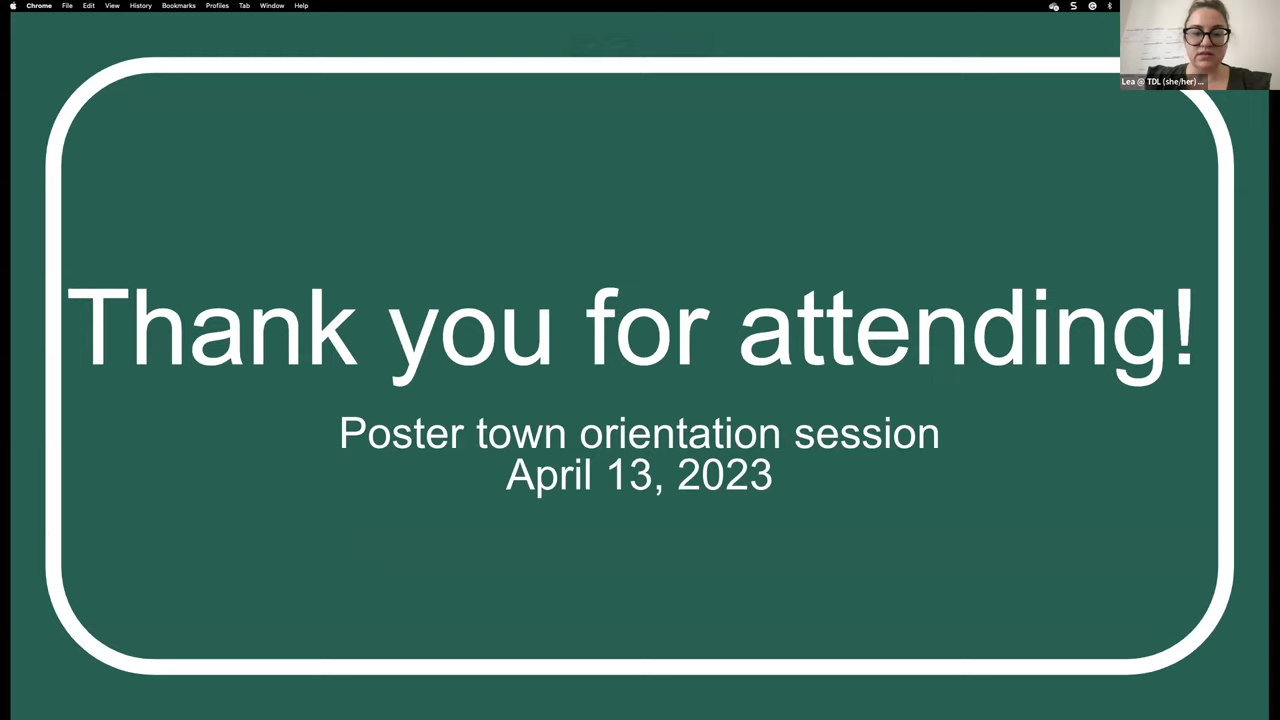 Chrome File Edit View History Bookmarks Profiles Tab Window Help
Lea @ TDL (she/her) ...
Thank you for attending!
Poster town orientation session
April 13, 2023